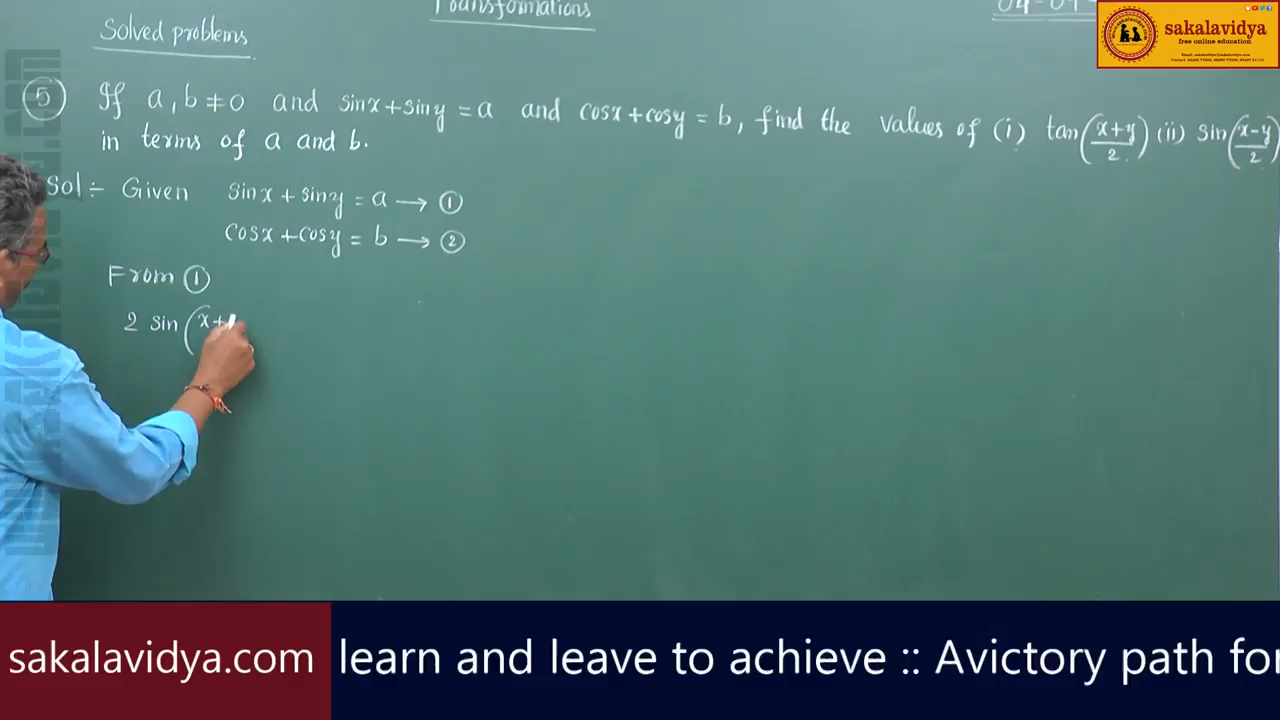 Transformations
Solved problems
5 If a, b ≠ 0 and sinx + siny = a and cosx + cosy = b, find the values of (i) tan(x+y/2) (ii) sin(x-y/2)
in terms of a and b.
Sol:- Given sinx + siny = a → 1
cosx + cosy = b → 2
From 1
2 sin (x+
sakalavidya
free online education
sakalavidya.com learn and leave to achieve :: Avictory path for